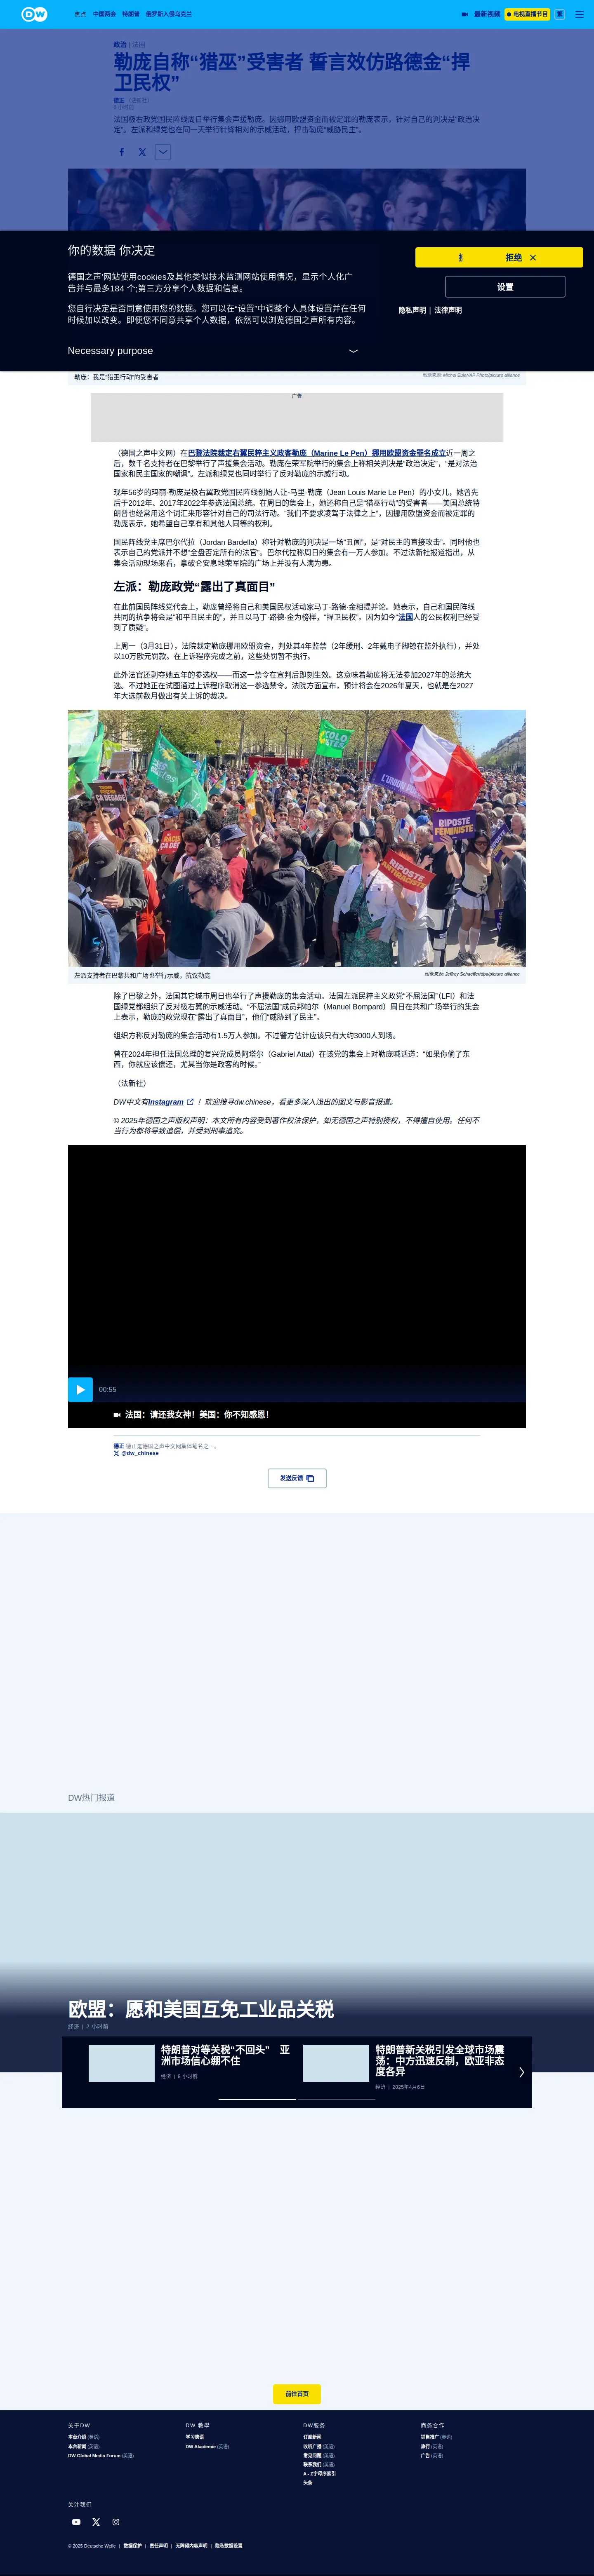 DW
焦点 中国两会 特朗普 俄罗斯入侵乌克兰
最新视频 电视直播节目 繁
政治 | 法国
勒庞自称“猎巫”受害者 誓言效仿路德金“捍
卫民权”
德正 （法新社）
6 小时前
法国极右政党国民阵线周日举行集会声援勒庞。因挪用欧盟资金而被定罪的勒庞表示，针对自己的判决是“政治决
定”。左派和绿党也在同一天举行针锋相对的示威活动，抨击勒庞“威胁民主”。
你的数据 你决定
德国之声'网站使用cookies及其他类似技术监测网站使用情况，显示个人化广
告并与最多184 个;第三方分享个人数据和信息。
您自行决定是否同意使用您的数据。您可以在“设置”中调整个人具体设置并在任何
时候加以改变。即便您不同意共享个人数据，依然可以浏览德国之声所有内容。
Necessary purpose
拒绝
设置
隐私声明 | 法律声明
勒庞：我是“猎巫行动”的受害者
图像来源: Michel Euler/AP Photo/picture alliance
广告
（德国之声中文网）在巴黎法院裁定右翼民粹主义政客勒庞（Marine Le Pen）挪用欧盟资金罪名成立近一周之
后，数千名支持者在巴黎举行了声援集会活动。勒庞在荣军院举行的集会上称相关判决是“政治决定”，“是对法治
国家和民主国家的嘲讽”。左派和绿党也同时举行了反对勒庞的示威行动。
现年56岁的玛丽·勒庞是极右翼政党国民阵线创始人让-马里·勒庞（Jean Louis Marie Le Pen）的小女儿，她曾先
后于2012年、2017年和2022年参选法国总统。在周日的集会上，她还称自己是“猎巫行动”的受害者——美国总统特
朗普也经常用这个词汇来形容针对自己的司法行动。“我们不要求凌驾于法律之上”，因挪用欧盟资金而被定罪的
勒庞表示，她希望自己享有和其他人同等的权利。
国民阵线党主席巴尔代拉（Jordan Bardella）称针对勒庞的判决是一场“丑闻”，是“对民主的直接攻击”。同时他也
表示自己的党派并不想“全盘否定所有的法官”。巴尔代拉称周日的集会有一万人参加。不过法新社报道指出，从
集会活动现场来看，拿破仑安息地荣军院的广场上并没有人满为患。
左派：勒庞政党“露出了真面目”
在此前国民阵线党代会上，勒庞曾经将自己和美国民权活动家马丁·路德·金相提并论。她表示，自己和国民阵线
共同的抗争将会是“和平且民主的”，并且以马丁·路德·金为榜样，“捍卫民权”。因为如今“法国人的公民权利已经受
到了质疑”。
上周一（3月31日），法院裁定勒庞挪用欧盟资金，判处其4年监禁（2年缓刑、2年戴电子脚镣在监外执行），并处
以10万欧元罚款。在上诉程序完成之前，这些处罚暂不执行。
此外法官还剥夺她五年的参选权——而这一禁令在宣判后即刻生效。这意味着勒庞将无法参加2027年的总统大
选。不过她正在试图通过上诉程序取消这一参选禁令。法院方面宣布，预计将会在2026年夏天，也就是在2027
年大选前数月做出有关上诉的裁决。
左派支持者在巴黎共和广场也举行示威，抗议勒庞
图像来源: Jeffrey Schaeffer/dpa/picture alliance
除了巴黎之外，法国其它城市周日也举行了声援勒庞的集会活动。法国左派民粹主义政党“不屈法国”（LFI）和法
国绿党都组织了反对极右翼的示威活动。“不屈法国”成员邦帕尔（Manuel Bompard）周日在共和广场举行的集会
上表示，勒庞的政党现在“露出了真面目”，他们“威胁到了民主”。
组织方称反对勒庞的集会活动有1.5万人参加。不过警方估计应该只有大约3000人到场。
曾在2024年担任法国总理的复兴党成员阿塔尔（Gabriel Attal）在该党的集会上对勒庞喊话道：“如果你偷了东
西，你就应该偿还，尤其当你是政客的时候。”
（法新社）
DW中文有Instagram ！欢迎搜寻dw.chinese，看更多深入浅出的图文与影音报道。
© 2025年德国之声版权声明：本文所有内容受到著作权法保护，如无德国之声特别授权，不得擅自使用。任何不
当行为都将导致追偿，并受到刑事追究。
00:55
法国：请还我女神！美国：你不知感恩！
德正 德正是德国之声中文网集体笔名之一。
@dw_chinese
发送反馈
DW热门报道
欧盟：愿和美国互免工业品关税
经济 | 2 小时前
特朗普对等关税“不回头” 亚
洲市场信心绷不住
经济 | 6 小时前
特朗普新关税引发全球市场震
荡：中方迅速反制，欧亚非态
度各异
经济 | 2025年4月6日
前往首页
关于DW
本台介绍 (英语)
本台新闻 (英语)
DW Global Media Forum (英语)
DW 教学
学习德语
DW Akademie (英语)
DW服务
订阅新闻
收听广播 (英语)
常见问题 (英语)
联系我们 (英语)
A - Z字母序索引
头条
商务合作
销售推广 (英语)
旅行 (英语)
广告 (英语)
关注我们
© 2025 Deutsche Welle | 数据保护 | 责任声明 | 无障碍内容声明 | 隐私数据设置